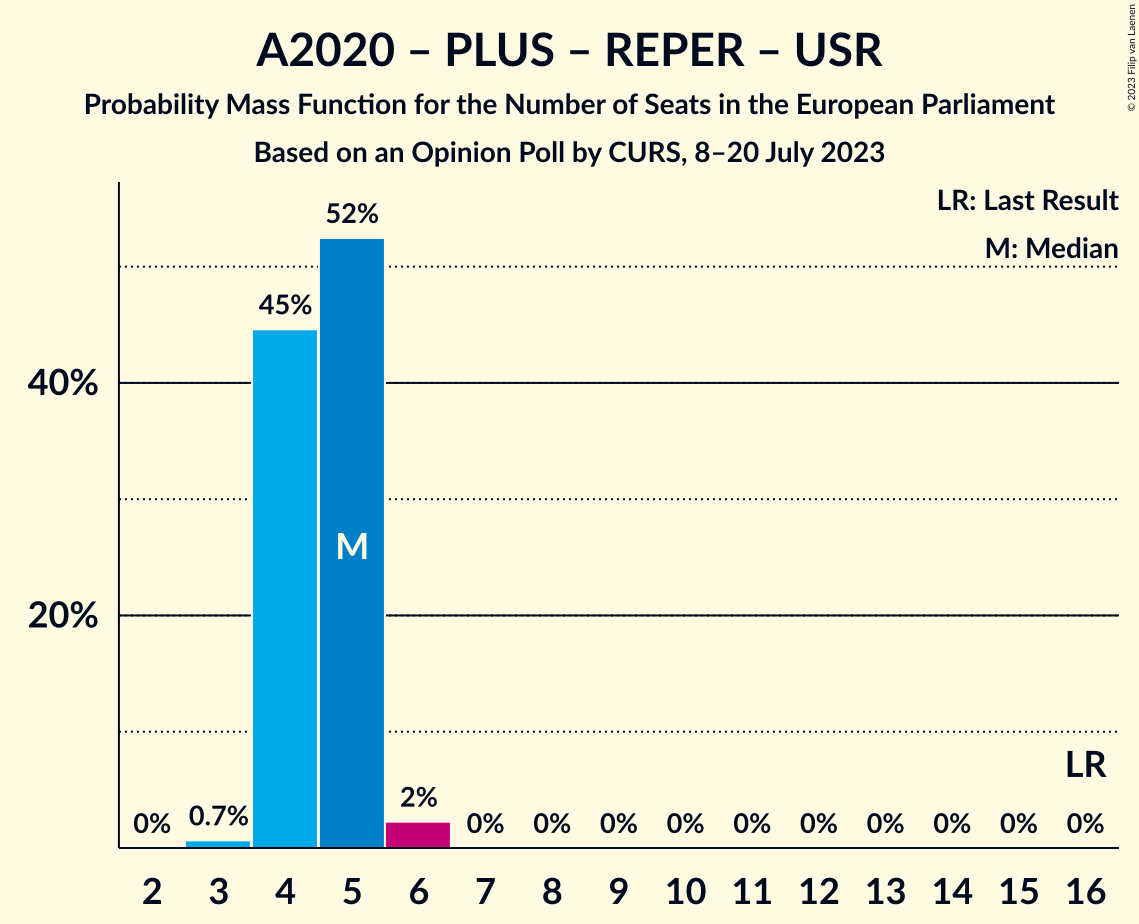 A2020 – PLUS – REPER – USR
Probability Mass Function for the Number of Seats in the European Parliament
Based on an Opinion Poll by CURS, 8–20 July 2023
© 2023 Filip van Laenen
LR: Last Result
M: Median
40%
20%
0%
0.7%
45%
52%
2%
0%
0%
0%
0%
0%
0%
0%
0%
0%
0%
M
LR
2 3 4 5 6 7 8 9 10 11 12 13 14 15 16